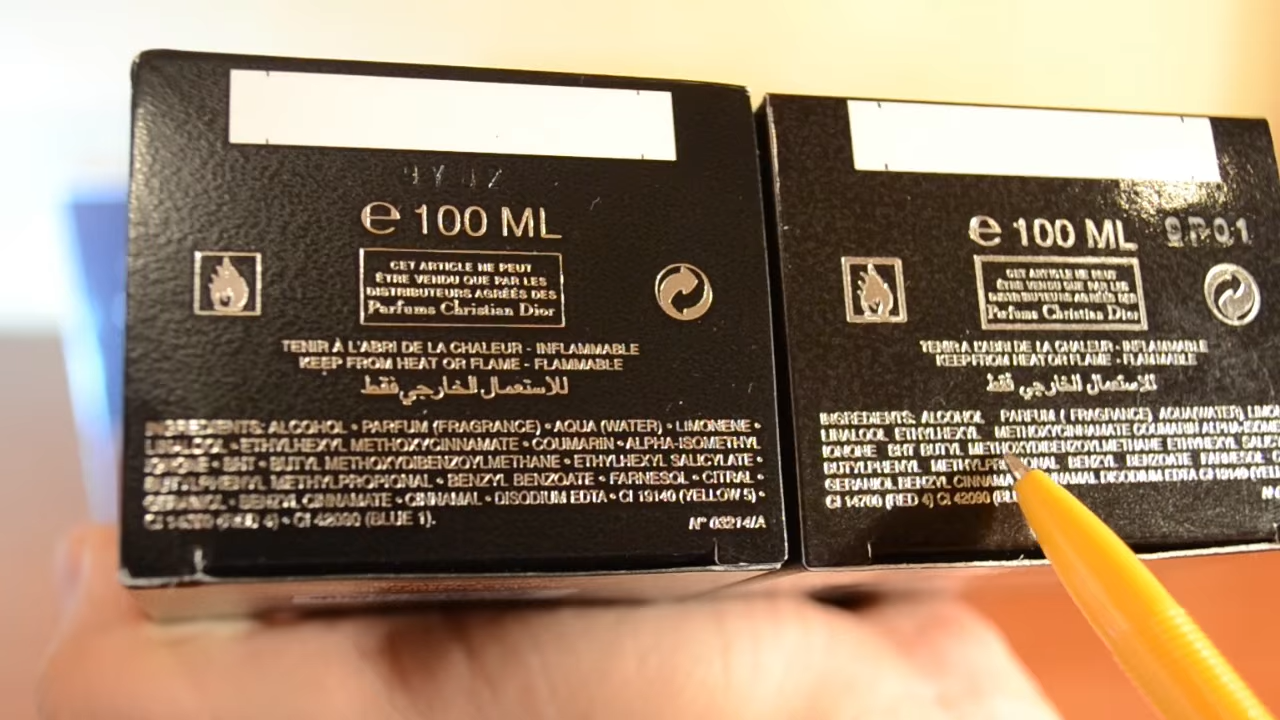 e 100 ML
CET ARTICLE NE PEUT
ÊTRE VENDU QUE PAR LES
DISTRIBUTEURS AGRÉÉS DES
Parfums Christian Dior
TENIR À L'ABRI DE LA CHALEUR - INFLAMMABLE
KEEP FROM HEAT OR FLAME - FLAMMABLE
للاستعمال الخارجي فقط
INGREDIENTS: ALCOHOL • PARFUM (FRAGRANCE) • AQUA (WATER) • LIMONENE •
LINALOOL • ETHYLHEXYL METHOXYCINNAMATE • COUMARIN • ALPHA-ISOMETHYL
IONONE • BHT • BUTYL METHOXYDIBENZOYLMETHANE • ETHYLHEXYL SALICYLATE •
BUTYLPHENYL METHYLPROPIONAL • BENZYL BENZOATE • FARNESOL • CITRAL •
GERANIOL • BENZYL CINNAMATE • CINNAMAL • DISODIUM EDTA • CI 19140 (YELLOW 5) •
CI 14700 (RED 4) • CI 42090 (BLUE 1).
N° 03214/A
e 100 ML 9P01
CET ARTICLE NE PEUT
ÊTRE VENDU QUE PAR LES
DISTRIBUTEURS AGRÉÉS DES
Parfums Christian Dior
TENIR A L'ABRI DE LA CHALEUR - INFLAMMABLE
KEEP FROM HEAT OR FLAME - FLAMMABLE
للاستعمال الخارجي فقط
INGREDIENTS: ALCOHOL PARFUM ( FRAGRANCE) AQUA(WATER)
LINALOOL ETHYLHEXYL METHOXYCINNAMATE COUMARIN
IONONE BHT BUTYL METHOXYDIBENZOYLMETHANE
BUTYLPHENYL BENZYL BENZOATE FARNESOL
GERANIOL BENZYL DISODIUM EDTA CI 19140
CI 14700 (RED 4) CI 42090